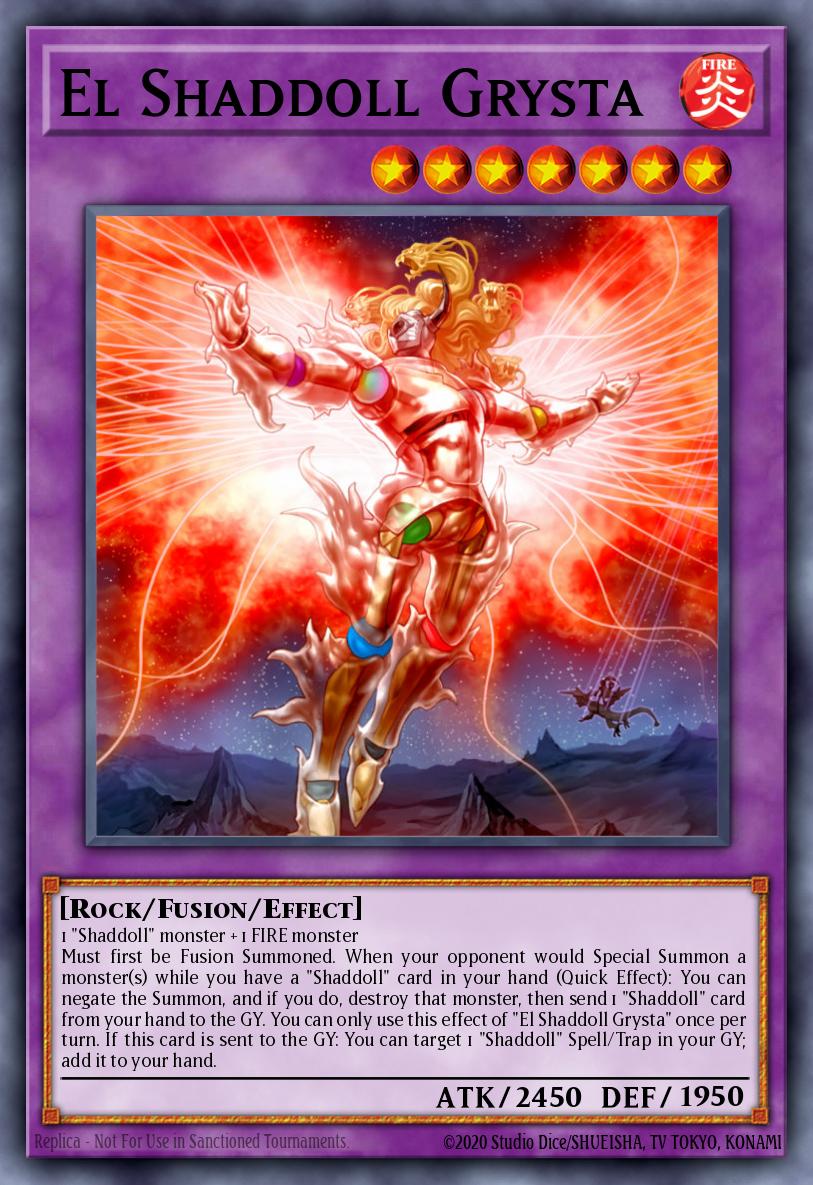 El Shaddoll Grysta
FIRE
炎
[Rock/Fusion/Effect]
1 "Shaddoll" monster + 1 FIRE monster
Must first be Fusion Summoned. When your opponent would Special Summon a
monster(s) while you have a "Shaddoll" card in your hand (Quick Effect): You can
negate the Summon, and if you do, destroy that monster, then send 1 "Shaddoll" card
from your hand to the GY. You can only use this effect of "El Shaddoll Grysta" once per
turn. If this card is sent to the GY: You can target 1 "Shaddoll" Spell/Trap in your GY;
add it to your hand.
ATK/2450 DEF/1950
Replica - Not For Use in Sanctioned Tournaments.
©2020 Studio Dice/SHUEISHA, TV TOKYO, KONAMI